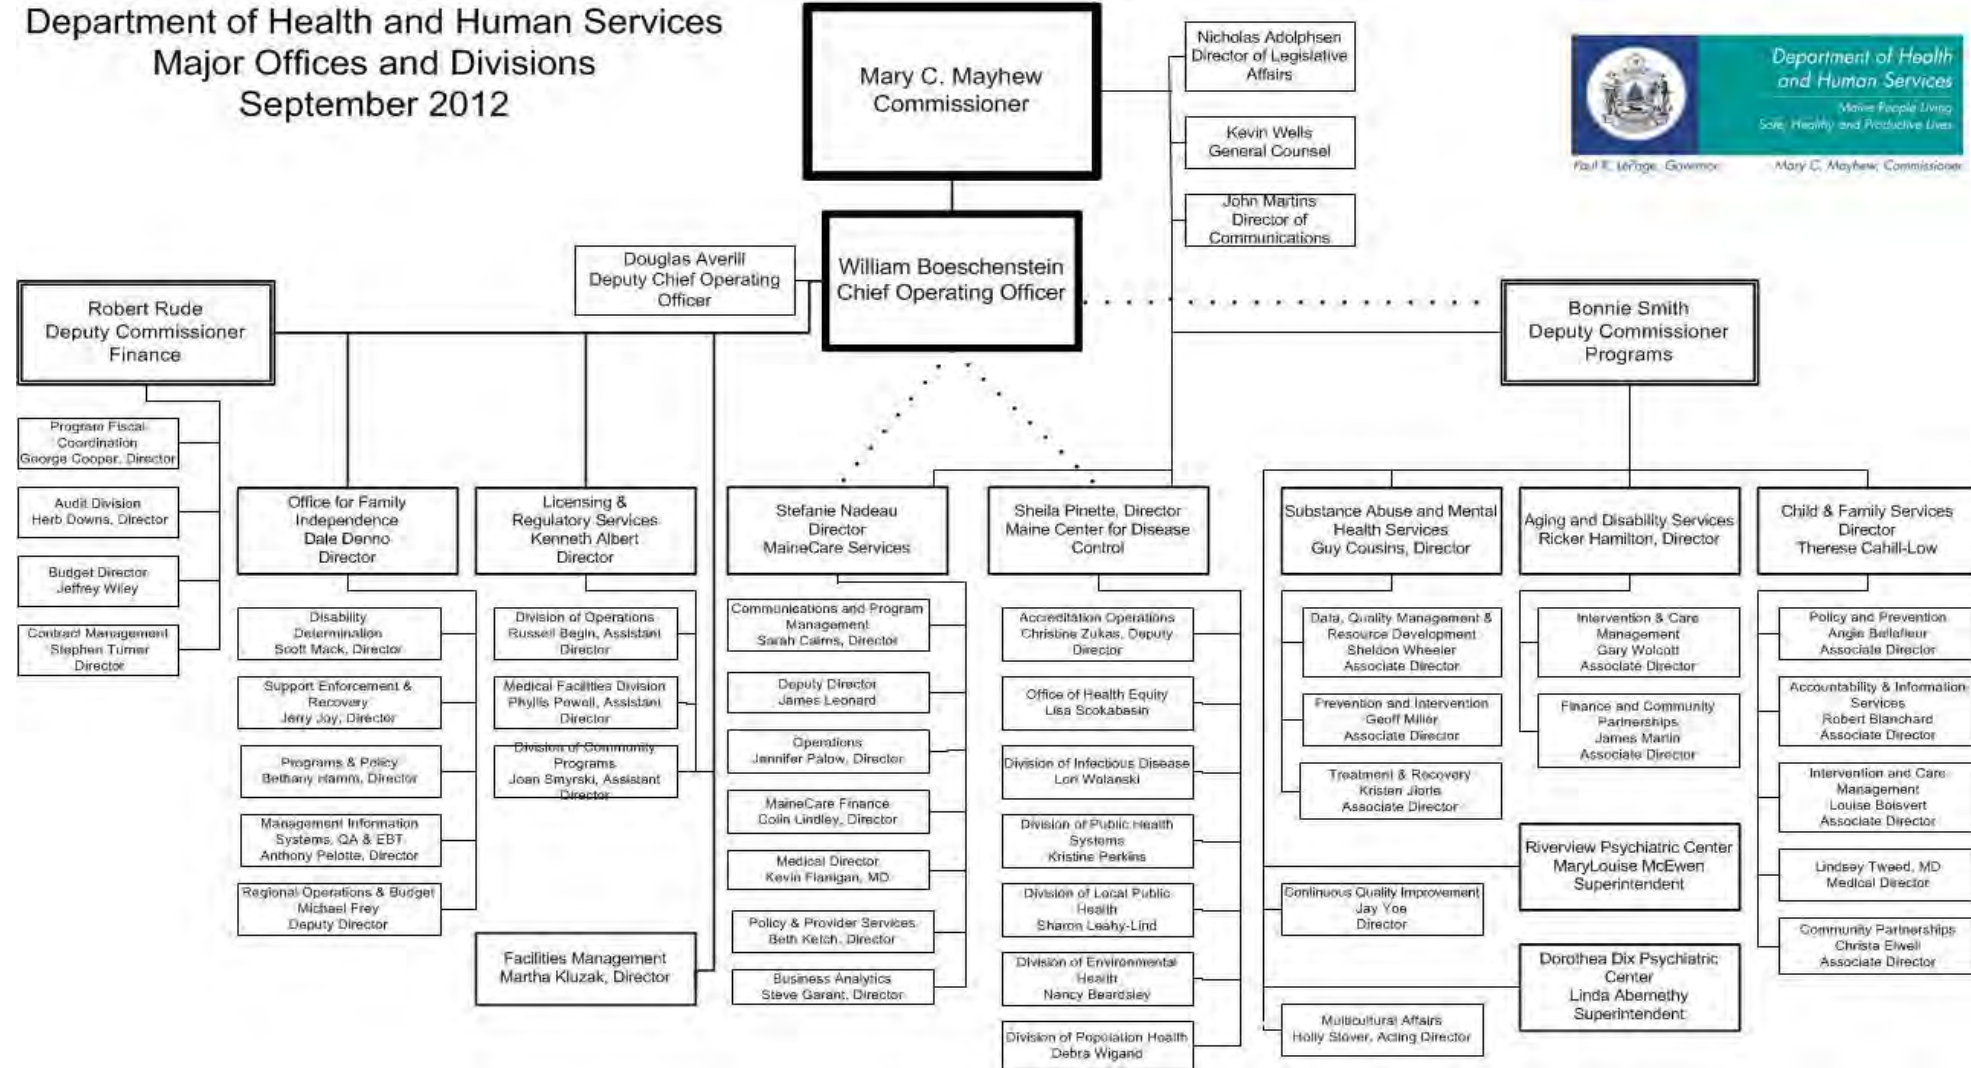 Department of Health and Human Services
Major Offices and Divisions
September 2012
Mary C. Mayhew
Commissioner
Nicholas Adolphsen
Director of Legislative
Affairs
Kevin Wells
General Counsel
John Martins
Director of
Communications
Department of Health
and Human Services
Maine People Living
Safe, Healthy and Productive Lives
Paul R. LePage, Governor
Mary C. Mayhew, Commissioner
Douglas Averill
Deputy Chief Operating
Officer
William Boeschenstein
Chief Operating Officer
Robert Rude
Deputy Commissioner
Finance
Bonnie Smith
Deputy Commissioner
Programs
Program Fiscal
Coordination
George Cooper, Director
Audit Division
Herb Downs, Director
Budget Director
Jeffrey Wiley
Contract Management
Stephen Turner
Director
Office for Family
Independence
Dale Denno
Director
Disability
Determination
Scott Mack, Director
Support Enforcement &
Recovery
Jerry Joy, Director
Programs & Policy
Bethany Hamm, Director
Management Information
Systems, QA & EBT
Anthony Pelotte, Director
Regional Operations & Budget
Michael Frey
Deputy Director
Licensing &
Regulatory Services
Kenneth Albert
Director
Division of Operations
Russell Begin, Assistant
Director
Medical Facilities Division
Phyllis Powell, Assistant
Director
Division of Community
Programs
Joan Smyrski, Assistant
Director
Facilities Management
Martha Kluzak, Director
Stefanie Nadeau
Director
MaineCare Services
Communications and Program
Management
Sarah Cairns, Director
Deputy Director
James Leonard
Operations
Jennifer Palow, Director
MaineCare Finance
Colin Lindley, Director
Medical Director
Kevin Flanigan, MD
Policy & Provider Services
Beth Ketch, Director
Business Analytics
Steve Garant, Director
Sheila Pinette, Director
Maine Center for Disease
Control
Accreditation Operations
Christine Zukas, Deputy
Director
Office of Health Equity
Lisa Sockabasin
Division of Infectious Disease
Lori Wolanski
Division of Public Health
Systems
Kristine Perkins
Division of Local Public
Health
Sharon Leahy-Lind
Division of Environmental
Health
Nancy Beardsley
Division of Population Health
Debra Wigand
Substance Abuse and Mental
Health Services
Guy Cousins, Director
Data, Quality Management &
Resource Development
Sheldon Wheeler
Associate Director
Prevention and Intervention
Geoff Miller
Associate Director
Treatment & Recovery
Kristen
Associate Director
Continuous Quality Improvement
Jay Yoe
Director
Multicultural Affairs
Holly Stover, Acting Director
Aging and Disability Services
Ricker Hamilton, Director
Intervention & Care
Management
Gary Wolcott
Associate Director
Finance and Community
Partnerships
James Martin
Associate Director
Riverview Psychiatric Center
MaryLouise McEwen
Superintendent
Dorothea Dix Psychiatric
Center
Linda Abernethy
Superintendent
Child & Family Services
Director
Therese Cahill-Low
Policy and Prevention
Angie Bellefleur
Associate Director
Accountability & Information
Services
Robert Blanchard
Associate Director
Intervention and Care
Management
Louise Boisvert
Associate Director
Lindsey Tweed, MD
Medical Director
Community Partnerships
Christa Elwell
Associate Director